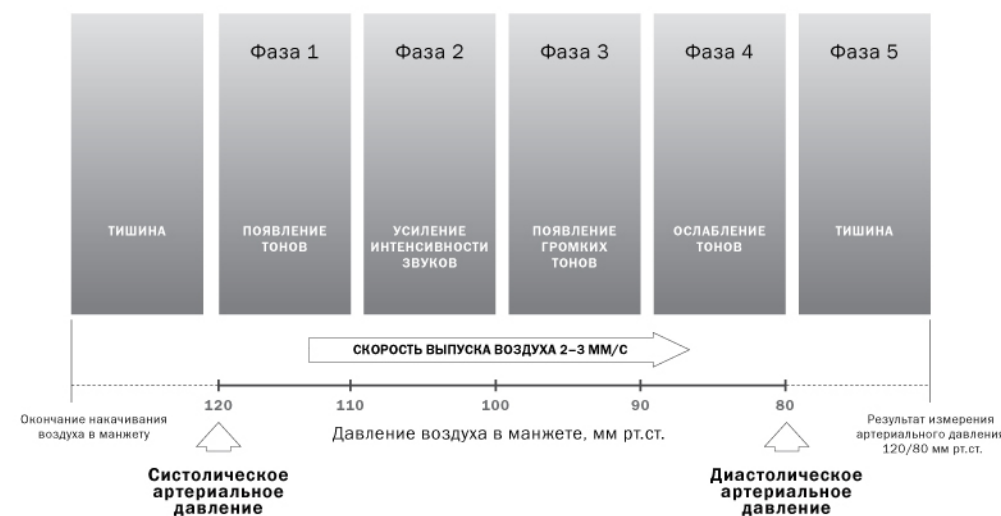 Фаза 1
Фаза 2
Фаза 3
Фаза 4
Фаза 5
ТИШИНА
ПОЯВЛЕНИЕ
ТОНОВ
УСИЛЕНИЕ
ИНТЕНСИВНОСТИ
ЗВУКОВ
ПОЯВЛЕНИЕ
ГРОМКИХ
ТОНОВ
ОСЛАБЛЕНИЕ
ТОНОВ
ТИШИНА
СКОРОСТЬ ВЫПУСКА ВОЗДУХА 2–3 ММ/С
120
110
100
90
80
Окончание накачивания
воздуха в манжету
Давление воздуха в манжете, мм рт.ст.
Результат измерения
артериального давления
120/80 мм рт.ст.
Систолическое
артериальное
давление
Диастолическое
артериальное
давление